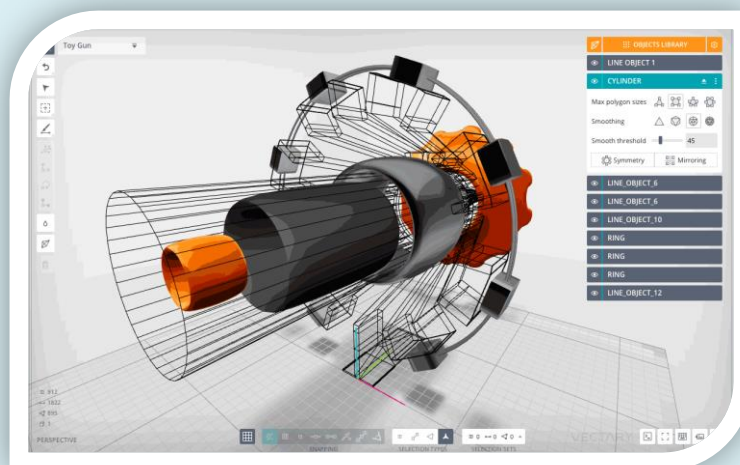 Toy Gun
OBJECTS LIBRARY
LINE OBJECT 1
CYLINDER
Max polygon sizes
Smoothing
Smooth threshold
45
Symmetry
Mirroring
LINE_OBJECT_6
LINE_OBJECT_6
LINE_OBJECT_10
RING
RING
RING
LINE_OBJECT_12
1622
PERSPECTIVE
SELECTION TYPES
VECTARY